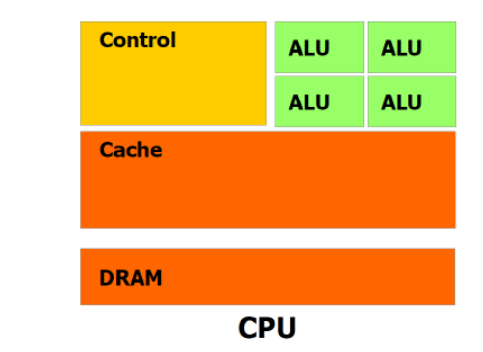 Control
ALU ALU
ALU ALU
Cache
DRAM
CPU